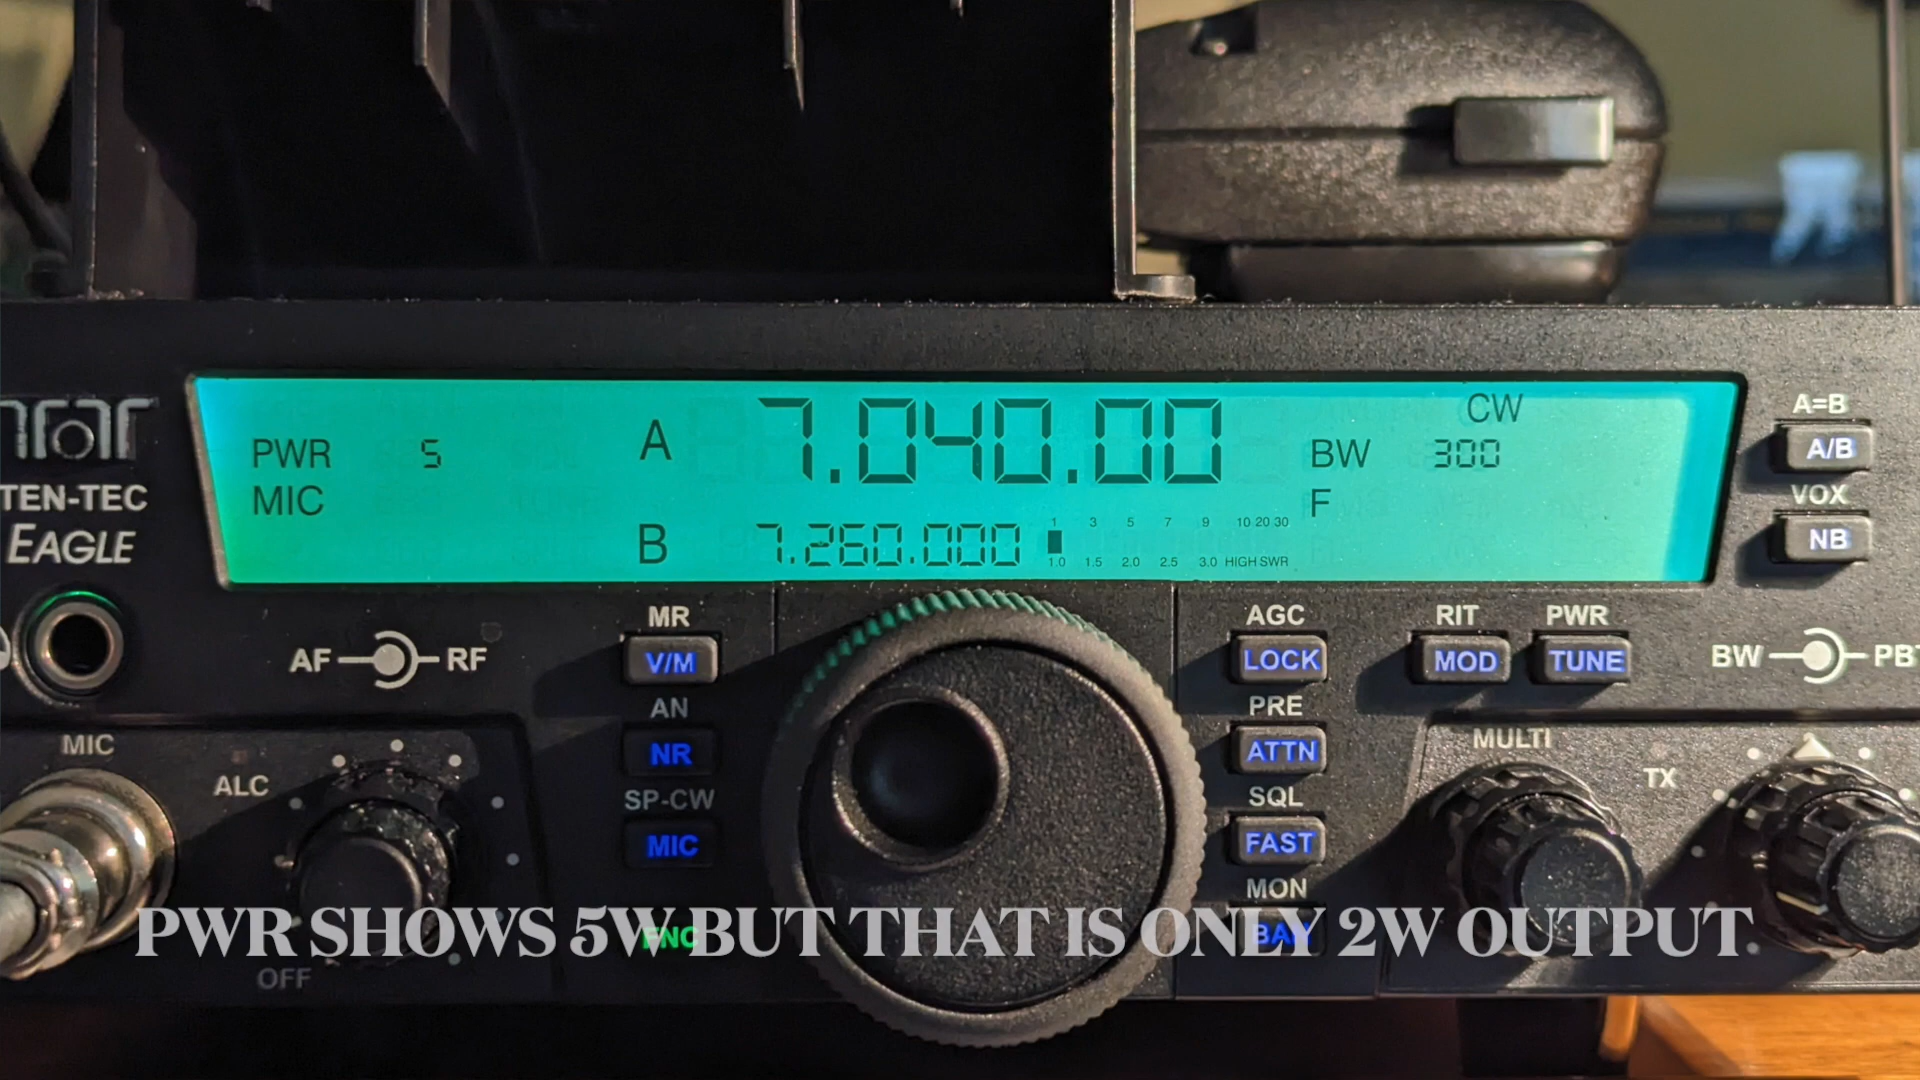 TEN-TEC
EAGLE
PWR 5
MIC
A 7.040.00
B 7.260.000
1 3 5 7 9 10 20 30
1.0 1.5 2.0 2.5 3.0 HIGH SWR
CW
BW 300
F
A=B
A/B
VOX
NB
AF RF
MR
V/M
AN
NR
SP-CW
MIC
FNC
AGC
LOCK
PRE
ATTN
SQL
FAST
MON
RIT
MOD
PWR
TUNE
BW
MIC
ALC
OFF
MULTI
TX
PWR SHOWS 5W BUT THAT IS ONLY 2W OUTPUT